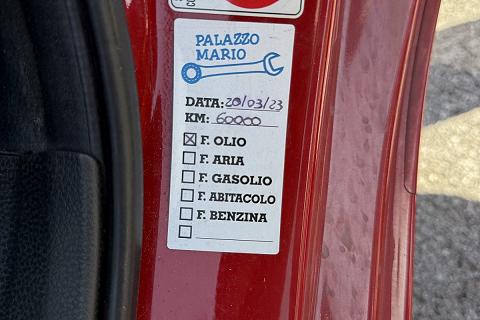 PALAZZO
MARIO
DATA: 20/03/23
KM: 60000
☒ F. OLIO
☐ F. ARIA
☐ F. GASOLIO
☐ F. ABITACOLO
☐ F. BENZINA
☐